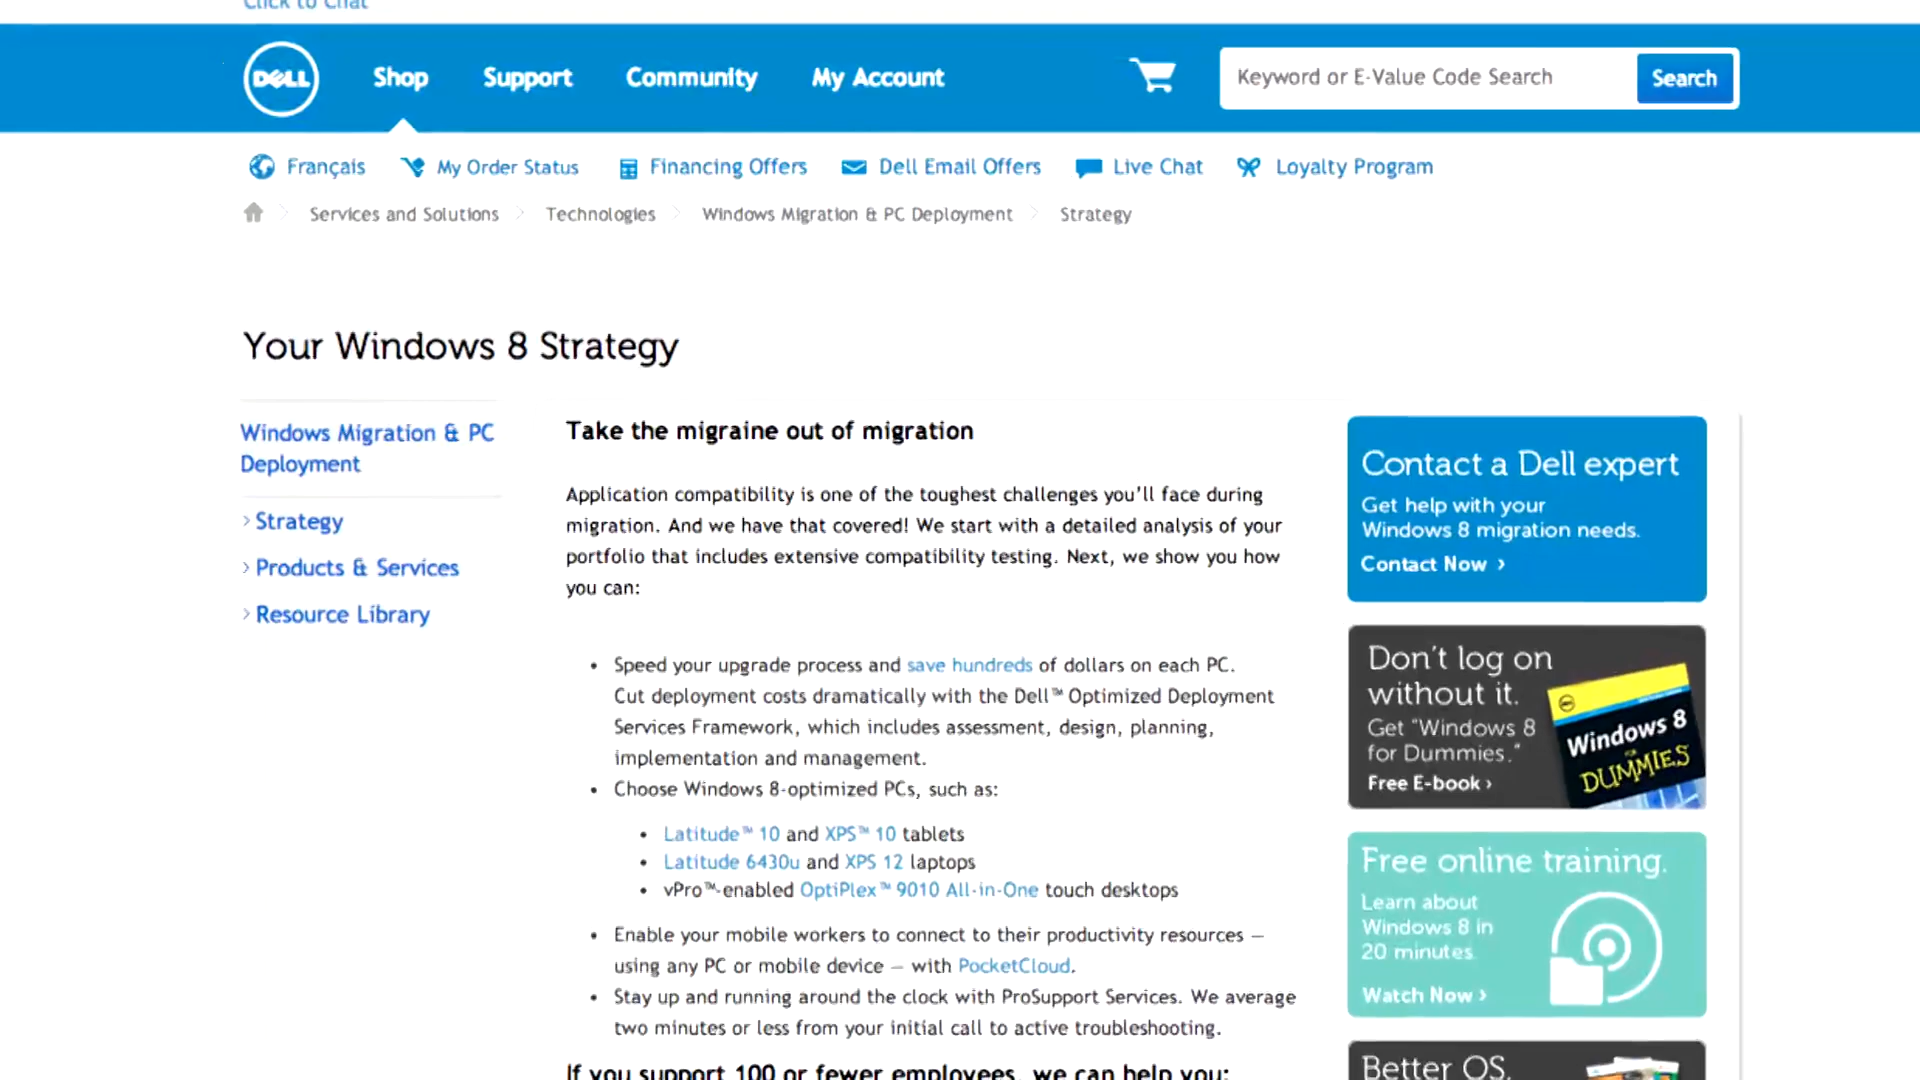 Click to Chat
DELL
Shop
Support
Community
My Account
Keyword or E-Value Code Search
Search
Français
My Order Status
Financing Offers
Dell Email Offers
Live Chat
Loyalty Program
Services and Solutions
Technologies
Windows Migration & PC Deployment
Strategy
Your Windows 8 Strategy
Windows Migration & PC
Deployment
› Strategy
› Products & Services
› Resource Library
Take the migraine out of migration
Application compatibility is one of the toughest challenges you'll face during
migration. And we have that covered! We start with a detailed analysis of your
portfolio that includes extensive compatibility testing. Next, we show you how
you can:
• Speed your upgrade process and save hundreds of dollars on each PC.
Cut deployment costs dramatically with the Dell™ Optimized Deployment
Services Framework, which includes assessment, design, planning,
implementation and management.
• Choose Windows 8-optimized PCs, such as:
• Latitude™ 10 and XPS™ 10 tablets
• Latitude 6430u and XPS 12 laptops
• vPro™-enabled OptiPlex™ 9010 All-in-One touch desktops
• Enable your mobile workers to connect to their productivity resources —
using any PC or mobile device — with PocketCloud.
• Stay up and running around the clock with ProSupport Services. We average
two minutes or less from your initial call to active troubleshooting.
If you support 100 or fewer employees, we can help you:
Contact a Dell expert
Get help with your
Windows 8 migration needs.
Contact Now ›
Don't log on
without it.
Get "Windows 8
for Dummies."
Free E-book ›
Windows 8
FOR
DUMMIES
Free online training.
Learn about
Windows 8 in
20 minutes.
Watch Now ›
Better OS.